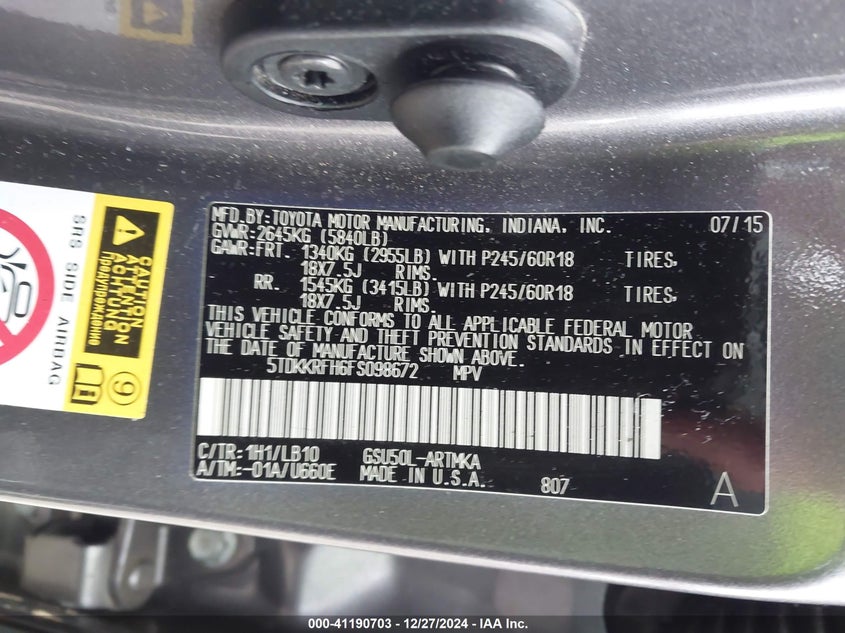 MFD.BY:TOYOTA MOTOR MANUFACTURING, INDIANA, INC. 07/15
GVWR:2645KG (5840LB)
GAWR:FRT. 1340KG (2955LB) WITH P245/60R18 TIRES,
18X7.5J RIMS.
RR. 1545KG (3415LB) WITH P245/60R18 TIRES,
18X7.5J RIMS.
THIS VEHICLE CONFORMS TO ALL APPLICABLE FEDERAL MOTOR
VEHICLE SAFETY AND THEFT PREVENTION STANDARDS IN EFFECT ON
THE DATE OF MANUFACTURE SHOWN ABOVE.
5TDKKRFH6FS098672 MPV
C/TR:1H1/LB10 GSU50L-ARTMKA
A/TM:-01A/U660E MADE IN U.S.A. 807 A
SRS SIDE AIRBAG
CAUTION
ATTENTION
ACHTUNG
Предупреждение
9
000-41190703 – 12/27/2024 – IAA Inc.